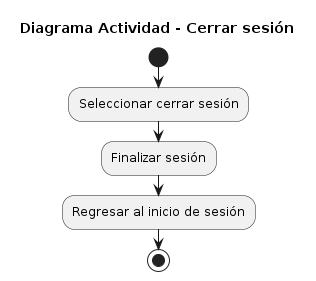 Diagrama Actividad - Cerrar sesión
Seleccionar cerrar sesión
Finalizar sesión
Regresar al inicio de sesión